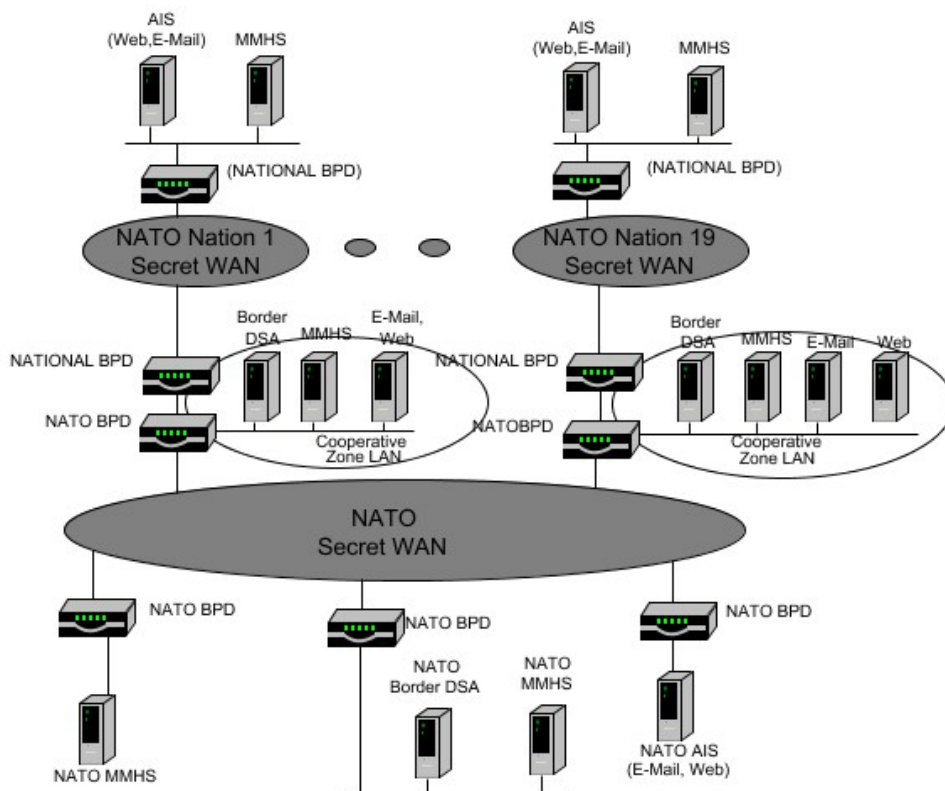 AIS
(Web,E-Mail)
MMHS
AIS
(Web,E-Mail)
MMHS
(NATIONAL BPD)
(NATIONAL BPD)
NATO Nation 1
Secret WAN
NATO Nation 19
Secret WAN
Border
DSA
MMHS
E-Mail,
Web
NATIONAL BPD
NATO BPD
Cooperative
Zone LAN
Border
DSA
MMHS
E-Mail
Web
NATIONAL BPD
NATOBPD
Cooperative
Zone LAN
NATO
Secret WAN
NATO BPD
NATO BPD
NATO BPD
NATO MMHS
NATO
Border DSA
NATO
MMHS
NATO AIS
(E-Mail, Web)